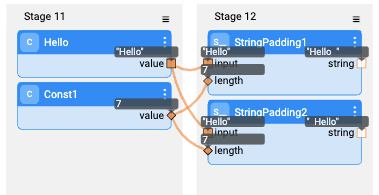 Stage 11
Stage 12
C Hello
"Hello"
value
C Const1
7
value
S... StringPadding1
"Hello"
"Hello  "
input
string
7
length
S... StringPadding2
"Hello"
"  Hello"
input
string
7
length